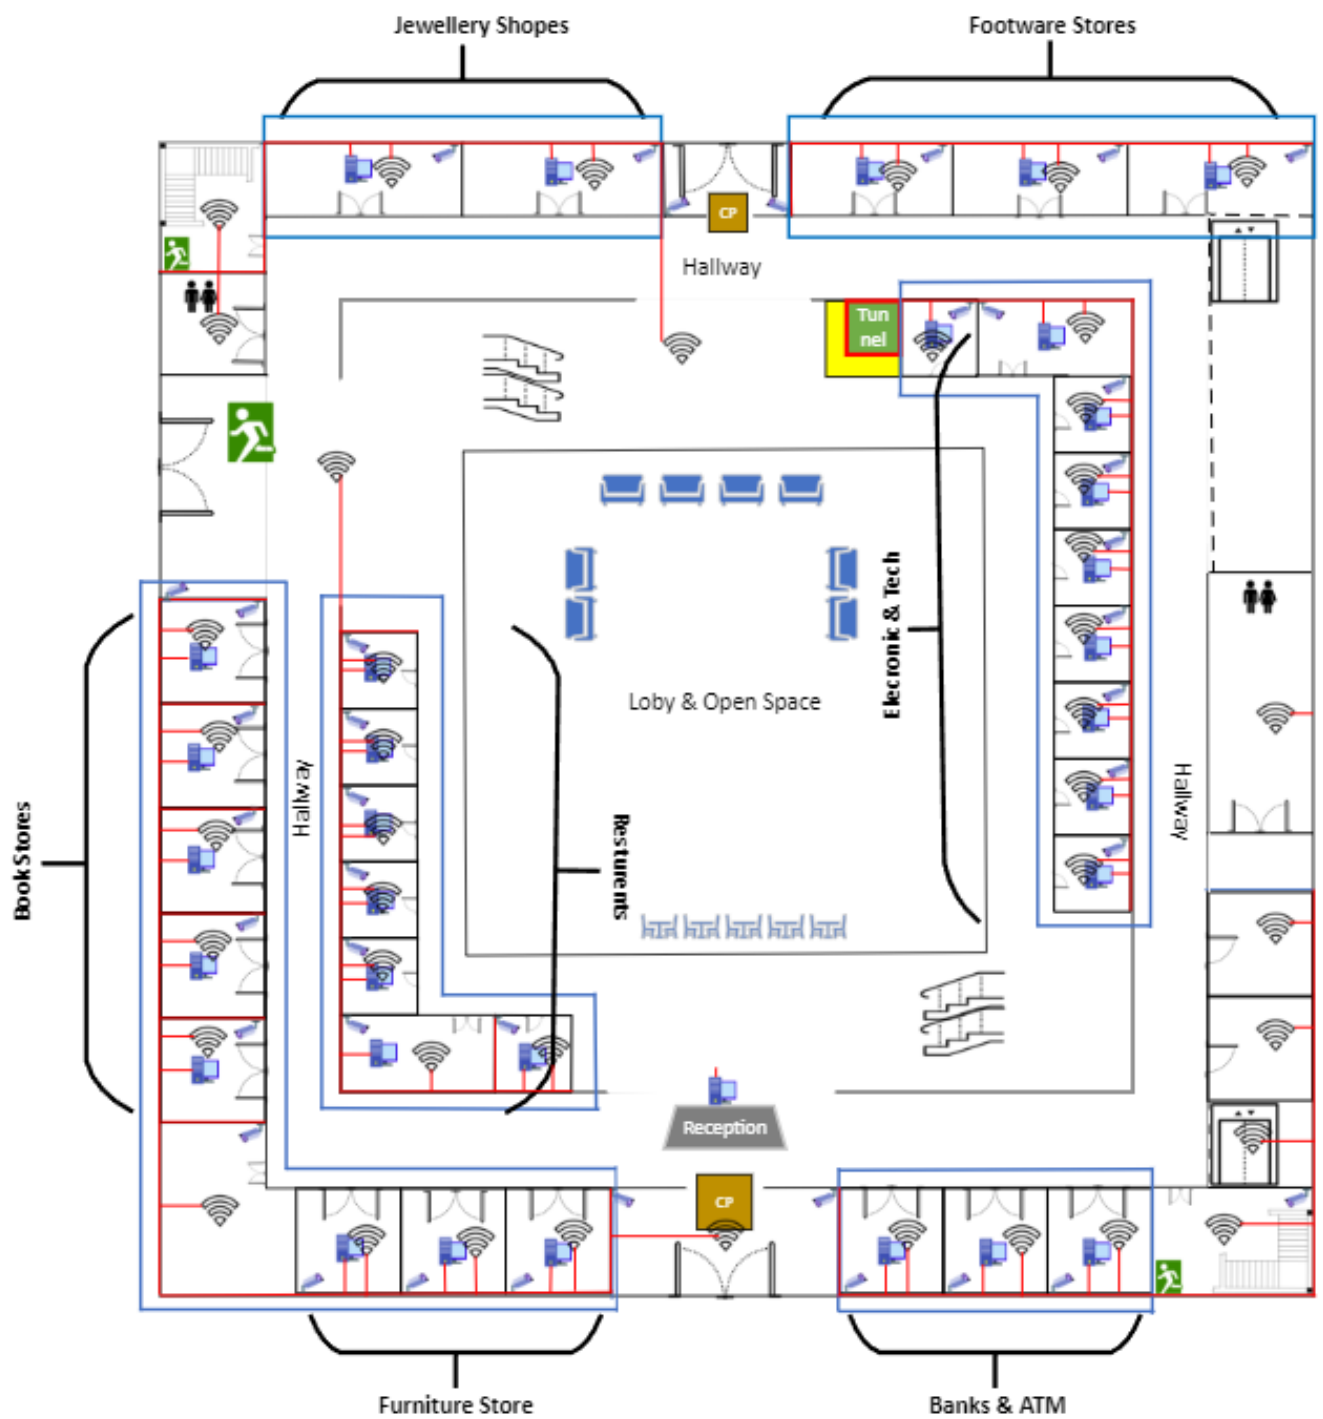 Jewellery Shopes
Footware Stores
CP
Hallway
Tun
nel
Elecronic & Tech
Loby & Open Space
Hallway
Hallway
Book Stores
Resturents
Reception
CP
Furniture Store
Banks & ATM